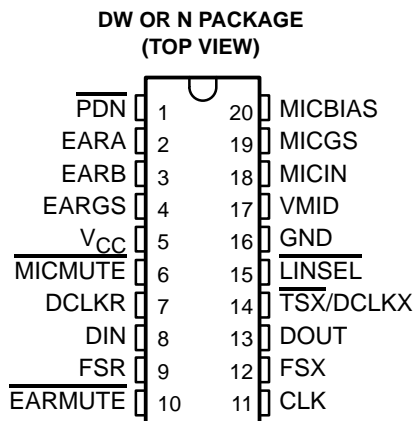 DW OR N PACKAGE
(TOP VIEW)
PDN 1 20 MICBIAS
EARA 2 19 MICGS
EARB 3 18 MICIN
EARGS 4 17 VMID
VCC 5 16 GND
MICMUTE 6 15 LINSEL
DCLKR 7 14 TSX/DCLKX
DIN 8 13 DOUT
FSR 9 12 FSX
EARMUTE 10 11 CLK